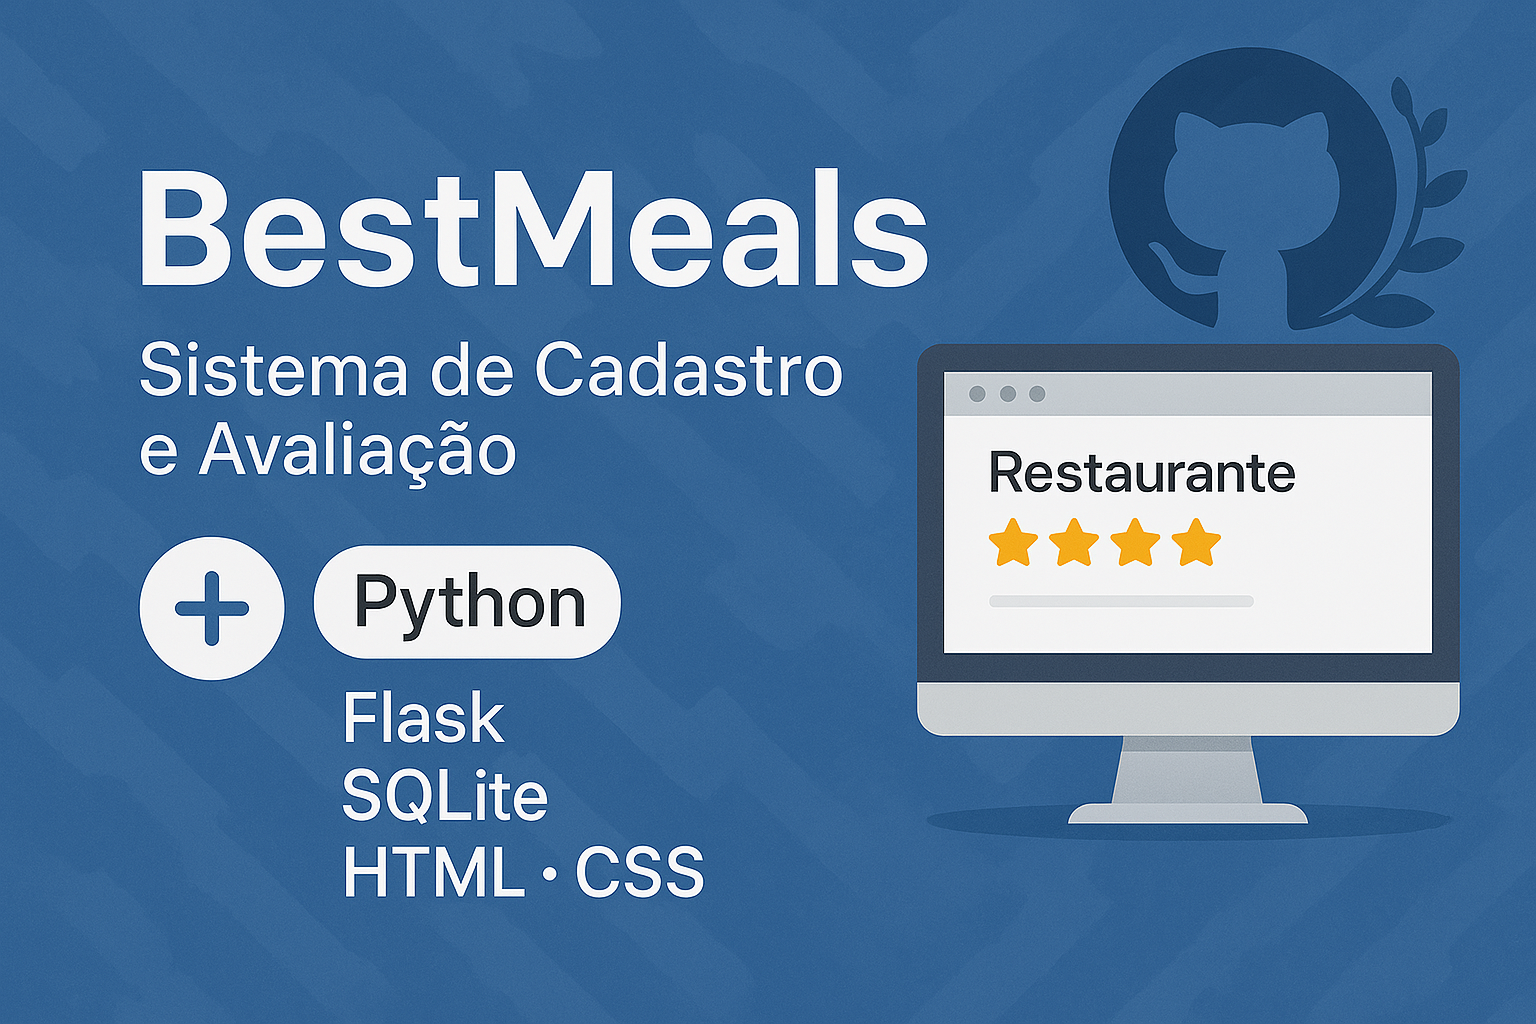 BestMeals
Sistema de Cadastro
e Avaliação
Python
Flask
SQLite
HTML • CSS
Restaurante